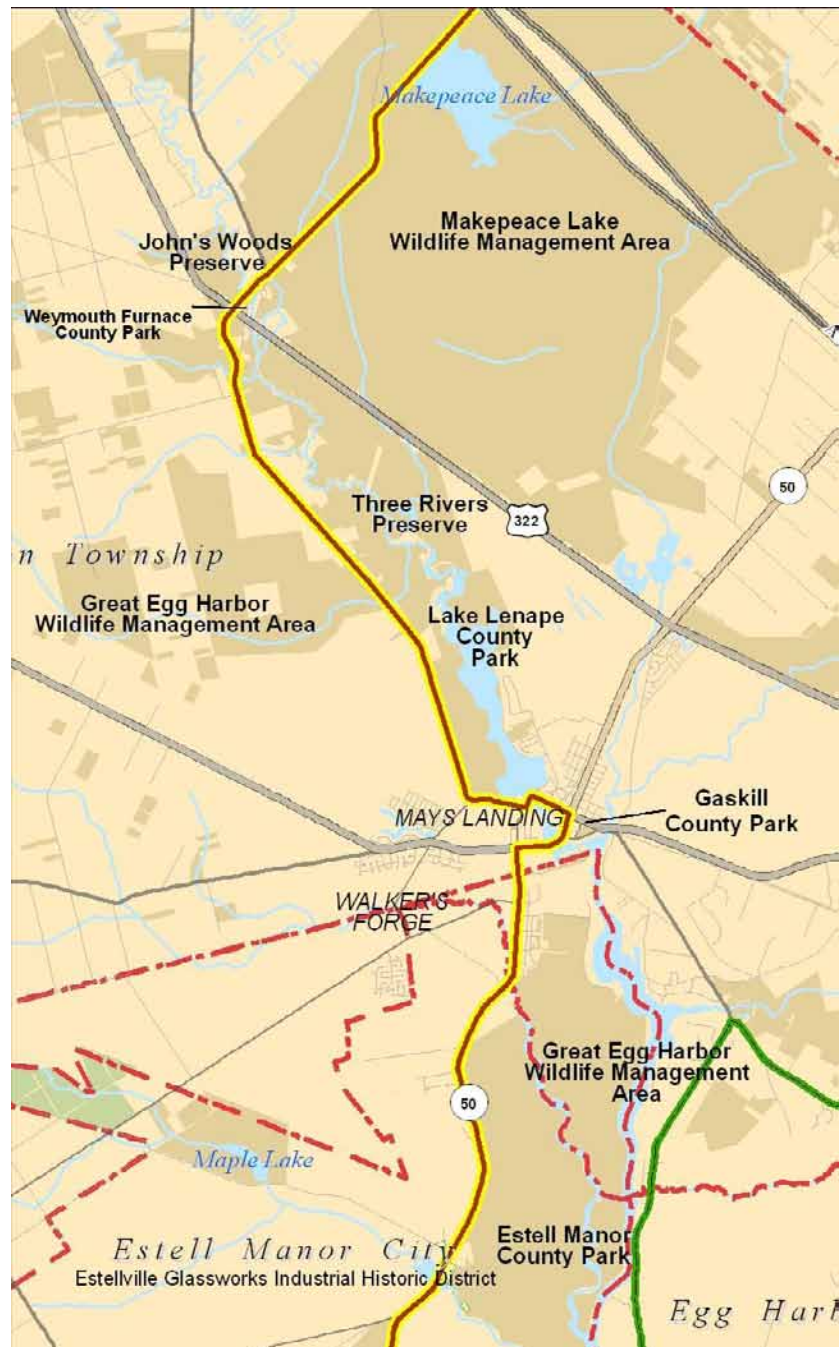 Makepeace Lake
Makepeace Lake
Wildlife Management Area
John's Woods
Preserve
Weymouth Furnace
County Park
50
Three Rivers
Preserve
322
n Township
Great Egg Harbor
Wildlife Management Area
Lake Lenape
County
Park
MAYS LANDING
Gaskill
County Park
WALKER'S
FORGE
Great Egg Harbor
Wildlife Management
Area
50
Maple Lake
Estell Manor
County Park
Estell Manor City
Estellville Glassworks Industrial Historic District
Egg Har